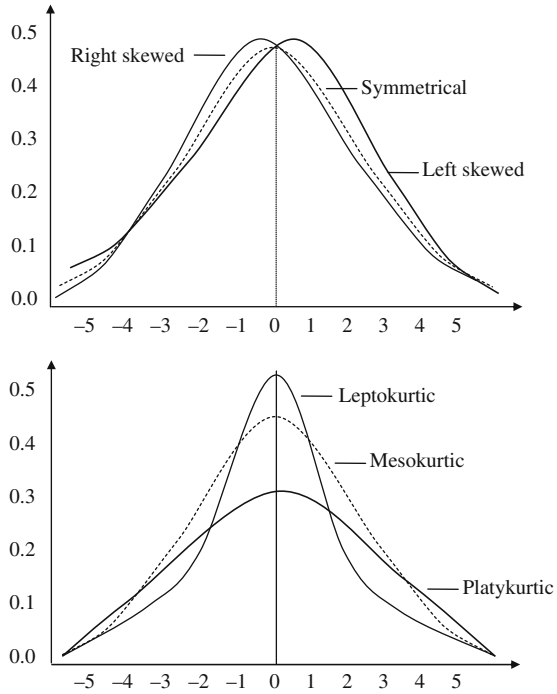 0.5
Right skewed
0.4
Symmetrical
0.3
Left skewed
0.2
0.1
0.0
–5 –4 –3 –2 –1 0 1 2 3 4 5
0.5
Leptokurtic
0.4
Mesokurtic
0.3
0.2
Platykurtic
0.1
0.0
–5 –4 –3 –2 –1 0 1 2 3 4 5